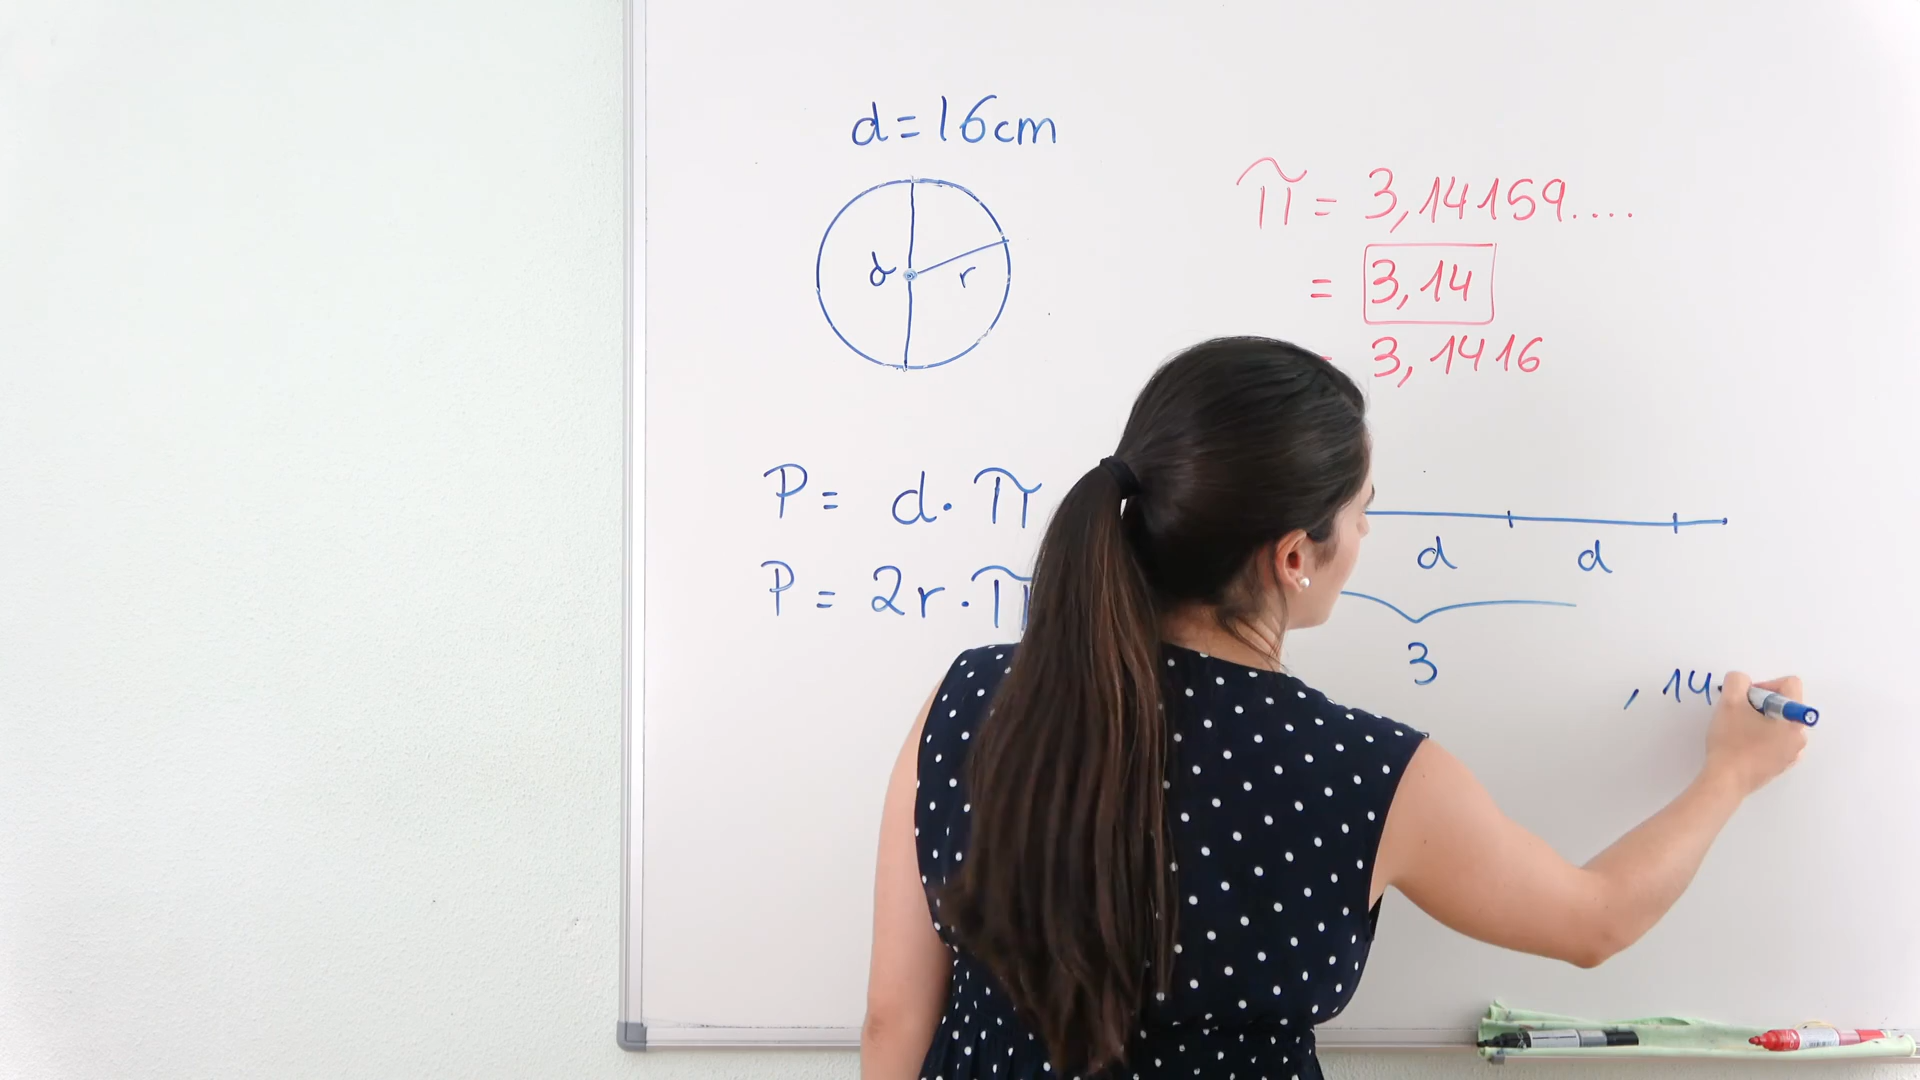 d=16cm
d
r
π = 3,14159....
= 3,14
= 3,1416
P = d·π
P = 2r·π
d d
3
, 14